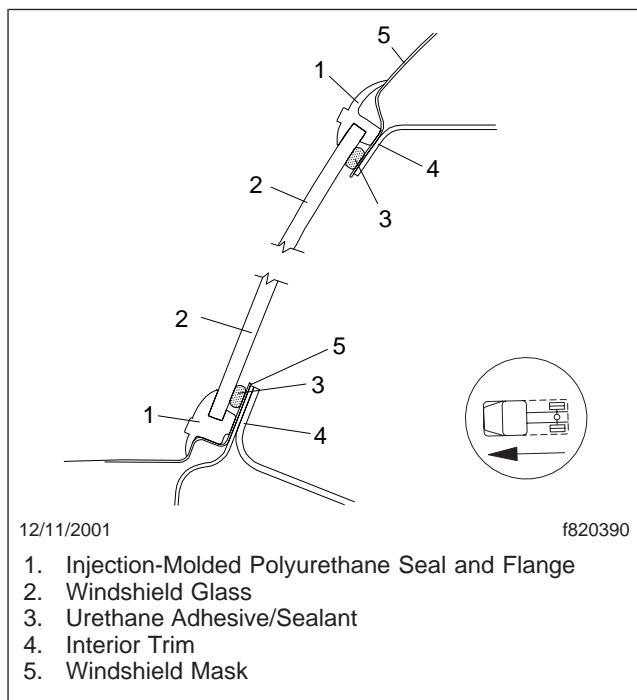 5
1
4
2
3
2
5
3
1
4
12/11/2001 f820390
1. Injection-Molded Polyurethane Seal and Flange
2. Windshield Glass
3. Urethane Adhesive/Sealant
4. Interior Trim
5. Windshield Mask